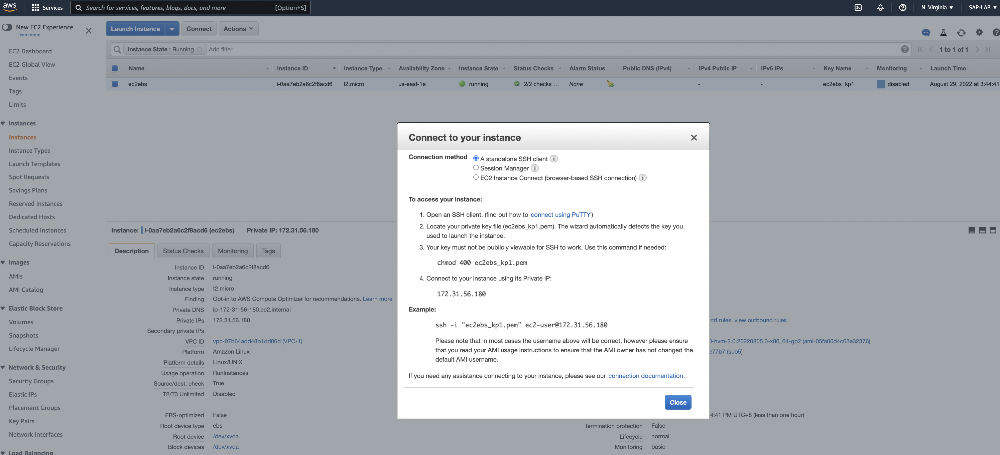 aws
Services
Search for services, features, blogs, docs, and more [Option+S]
N. Virginia
SAP-LAB
New EC2 Experience
Learn more
EC2 Dashboard
EC2 Global View
Events
Tags
Limits
Instances
Instances
Instance Types
Launch Templates
Spot Requests
Savings Plans
Reserved Instances
Dedicated Hosts
Scheduled Instances
Capacity Reservations
Images
AMIs
AMI Catalog
Elastic Block Store
Volumes
Snapshots
Lifecycle Manager
Network & Security
Security Groups
Elastic IPs
Placement Groups
Key Pairs
Network Interfaces
Load Balancing
Launch Instance Connect Actions
Instance State : Running Add filter
1 to 1 of 1
Name Instance ID Instance Type Availability Zone Instance State Status Checks Alarm Status Public DNS (IPv4) IPv4 Public IP IPv6 IPs Key Name Monitoring Launch Time
ec2ebs i-0aa7eb2a6c2f8acd6 t2.micro us-east-1e running 2/2 checks ... None - - ec2ebs_kp1 disabled August 29, 2022 at 3:44:41
Connect to your instance
Connection method
A standalone SSH client
Session Manager
EC2 Instance Connect (browser-based SSH connection)
To access your instance:
1. Open an SSH client. (find out how to connect using PuTTY)
2. Locate your private key file (ec2ebs_kp1.pem). The wizard automatically detects the key you
used to launch the instance.
3. Your key must not be publicly viewable for SSH to work. Use this command if needed:
chmod 400 ec2ebs_kp1.pem
4. Connect to your instance using its Private IP:
172.31.56.180
Example:
ssh -i "ec2ebs_kp1.pem" ec2-user@172.31.56.180
Please note that in most cases the username above will be correct, however please ensure
that you read your AMI usage instructions to ensure that the AMI owner has not changed the
default AMI username.
If you need any assistance connecting to your instance, please see our connection documentation .
Close
Instance: i-0aa7eb2a6c2f8acd6 (ec2ebs) Private IP: 172.31.56.180
Description Status Checks Monitoring Tags
Instance ID i-0aa7eb2a6c2f8acd6
Instance state running
Instance type t2.micro
Finding Opt-in to AWS Compute Optimizer for recommendations. Learn more
Private DNS ip-172-31-56-180.ec2.internal
Private IPs 172.31.56.180
Secondary private IPs
VPC ID vpc-07b64add48b1dd06d (VPC-1)
Platform Amazon Linux
Platform details Linux/UNIX
Usage operation RunInstances
Source/dest. check True
T2/T3 Unlimited Disabled
EBS-optimized False
Root device type ebs
Root device /dev/xvda
Block devices /dev/xvda
nd rules. view outbound rules
0-hvm-2.0.20220805.0-x86_64-gp2 (ami-05fa00d4c63e32376)
e77b7 (sub5)
4:41 PM UTC+8 (less than one hour)
Termination protection False
Lifecycle normal
Monitoring basic